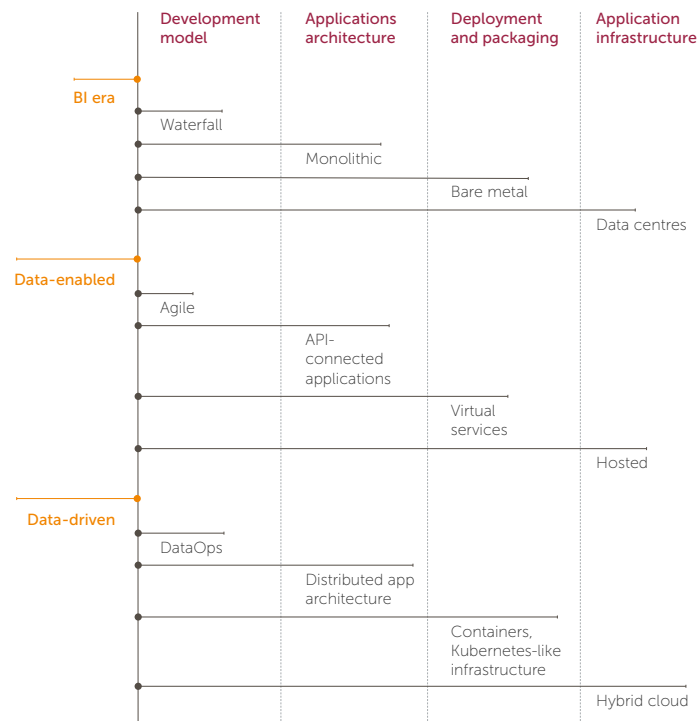 Development
model
Applications
architecture
Deployment
and packaging
Application
infrastructure
BI era
Waterfall
Monolithic
Bare metal
Data centres
Data-enabled
Agile
API-
connected
applications
Virtual
services
Hosted
Data-driven
DataOps
Distributed app
architecture
Containers,
Kubernetes-like
infrastructure
Hybrid cloud